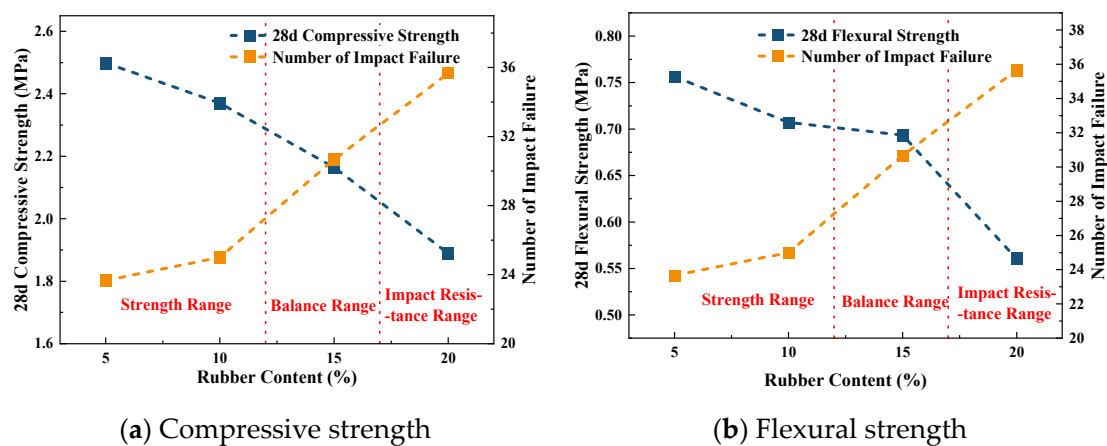 28d Compressive Strength
Number of Impact Failure
28d Compressive Strength (MPa)
2.6
2.4
2.2
2.0
1.8
1.6
36
32
28
24
20
Number of Impact Failure
Strength Range
Balance Range
Impact Resis-
-tance Range
5
10
15
20
Rubber Content (%)
(a) Compressive strength
28d Flexural Strength
Number of Impact Failure
28d Flexural Strength (MPa)
0.80
0.75
0.70
0.65
0.60
0.55
0.50
38
36
34
32
30
28
26
24
22
20
Number of Impact Failure
Strength Range
Balance Range
Impact Resis-
-tance Range
5
10
15
20
Rubber Content (%)
(b) Flexural strength